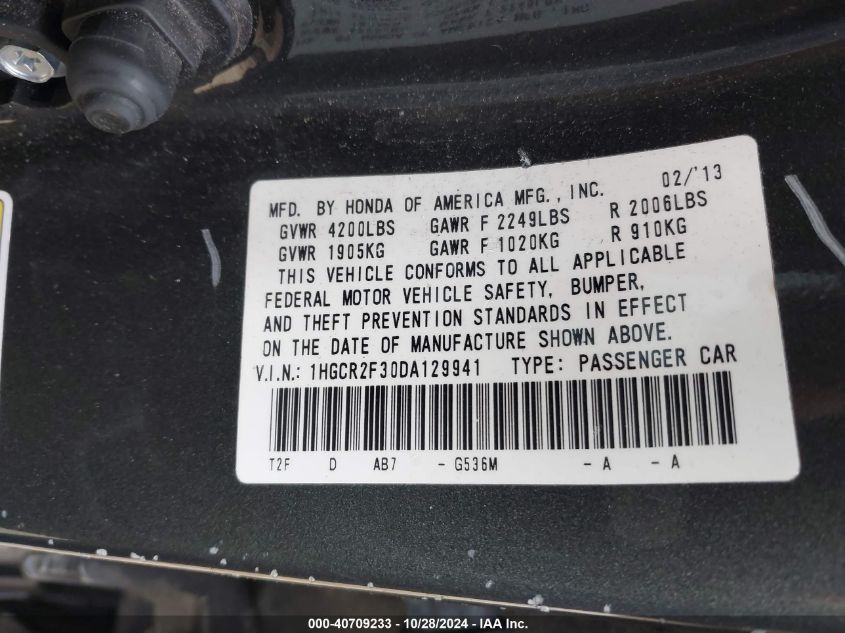 02/'13
MFD. BY HONDA OF AMERICA MFG., INC.
GVWR 4200LBS GAWR F 2249LBS R 2006LBS
GVWR 1905KG GAWR F 1020KG R 910KG
THIS VEHICLE CONFORMS TO ALL APPLICABLE
FEDERAL MOTOR VEHICLE SAFETY, BUMPER,
AND THEFT PREVENTION STANDARDS IN EFFECT
ON THE DATE OF MANUFACTURE SHOWN ABOVE.
V.I.N.: 1HGCR2F30DA129941 TYPE: PASSENGER CAR
T2F D AB7 - G536M - A - A
000-40709233 - 10/28/2024 - IAA Inc.